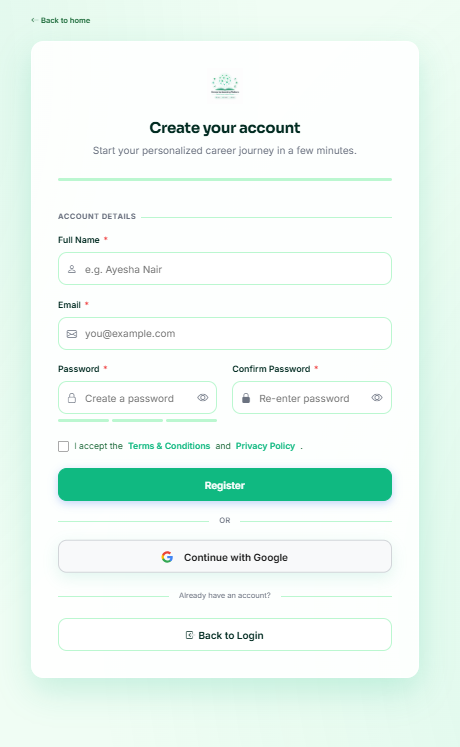 ← Back to home
Create your account
Start your personalized career journey in a few minutes.
ACCOUNT DETAILS
Full Name *
e.g. Ayesha Nair
Email *
you@example.com
Password * Confirm Password *
Create a password Re-enter password
I accept the Terms & Conditions and Privacy Policy .
Register
OR
Continue with Google
Already have an account?
Back to Login